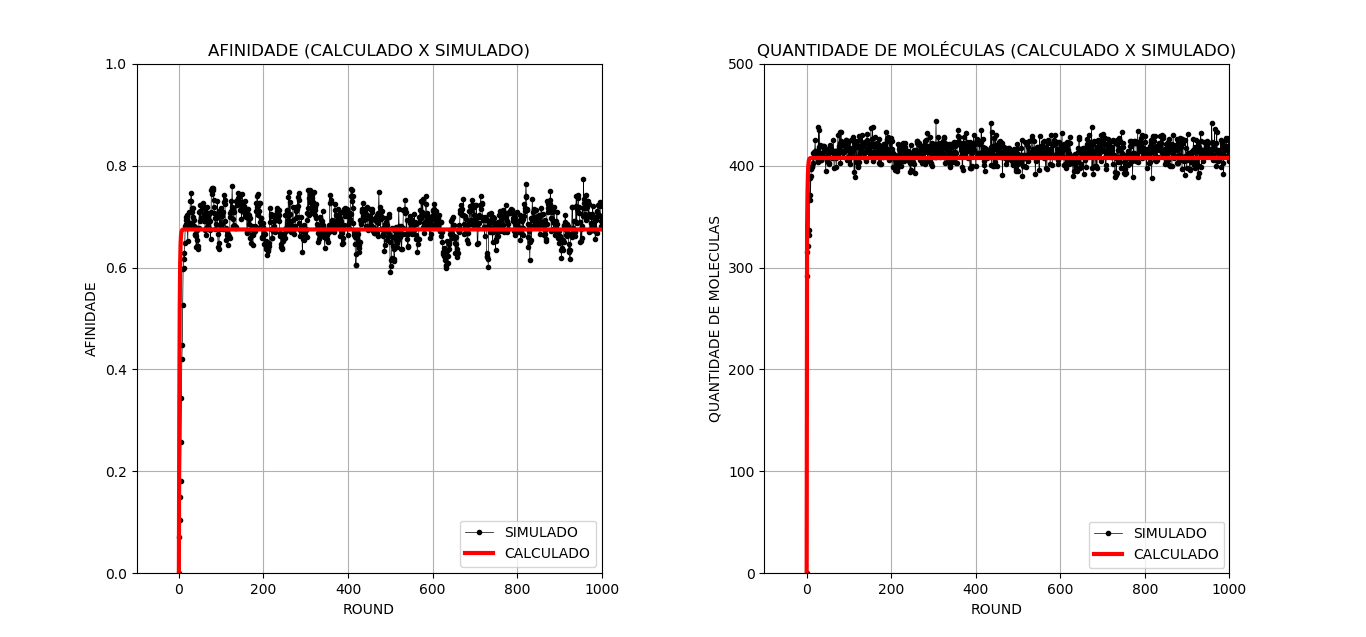 AFINIDADE (CALCULADO X SIMULADO)
1.0
0.8
0.6
0.4
0.2
0.0
AFINIDADE
0
200
400
600
800
1000
ROUND
SIMULADO
CALCULADO
QUANTIDADE DE MOLÉCULAS (CALCULADO X SIMULADO)
500
400
300
200
100
0
QUANTIDADE DE MOLECULAS
0
200
400
600
800
1000
ROUND
SIMULADO
CALCULADO